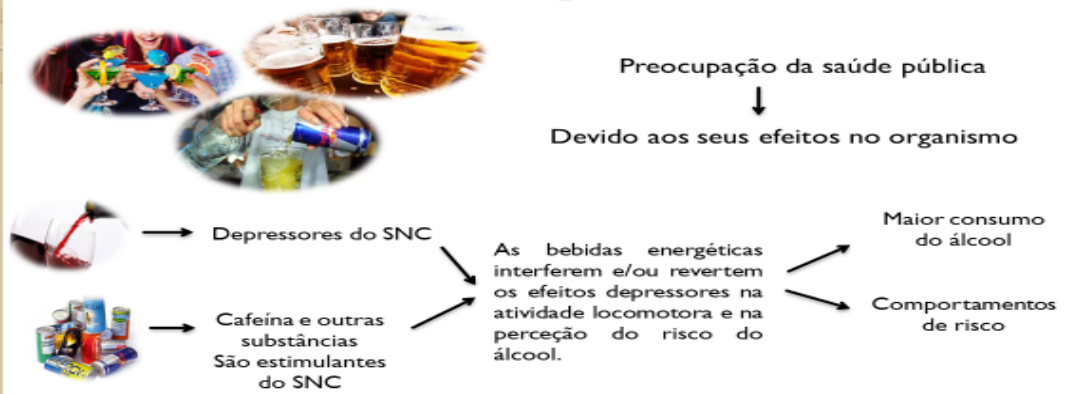 Preocupação da saúde pública
Devido aos seus efeitos no organismo
Depressores do SNC
Cafeína e outras
substâncias
São estimulantes
do SNC
As bebidas energéticas
interferem e/ou revertem
os efeitos depressores na
atividade locomotora e na
perceção do risco do
álcool.
Maior consumo
do álcool
Comportamentos
de risco